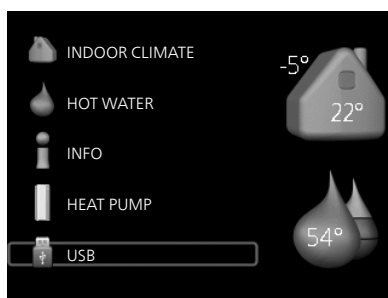 INDOOR CLIMATE
HOT WATER
INFO
HEAT PUMP
USB
-5°
22°
54°